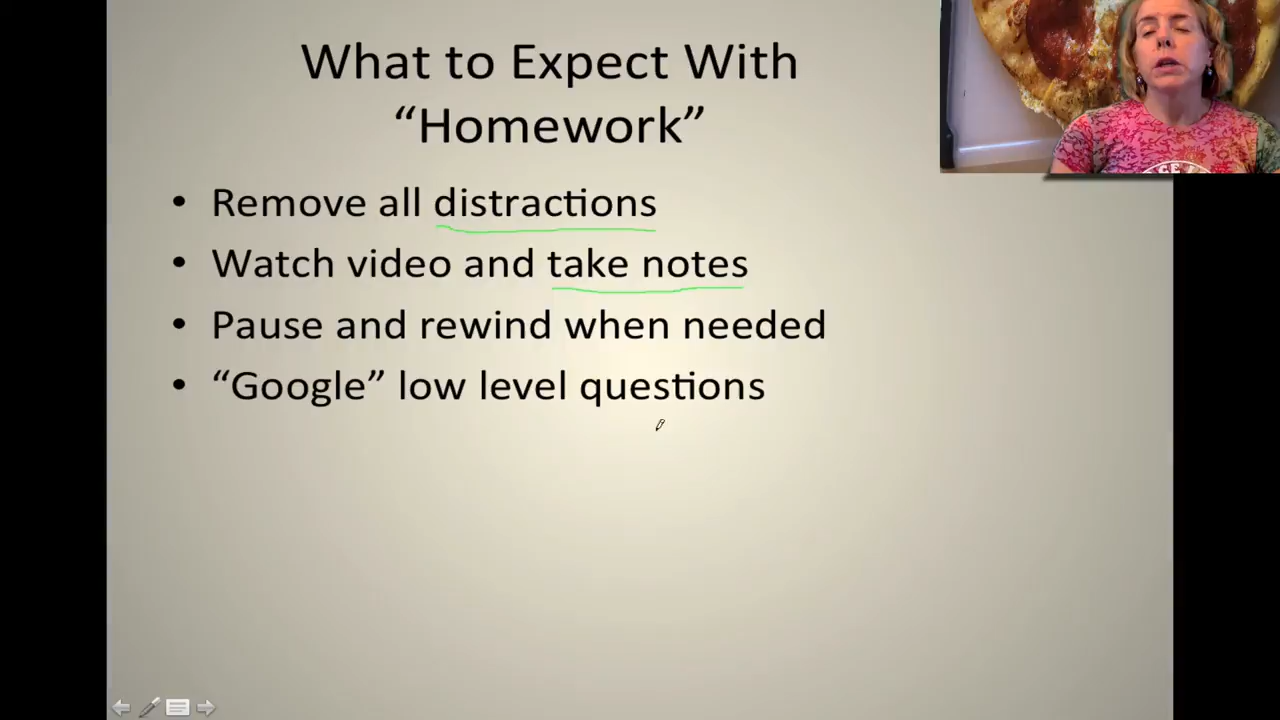 What to Expect With
“Homework”
• Remove all distractions
• Watch video and take notes
• Pause and rewind when needed
• “Google” low level questions